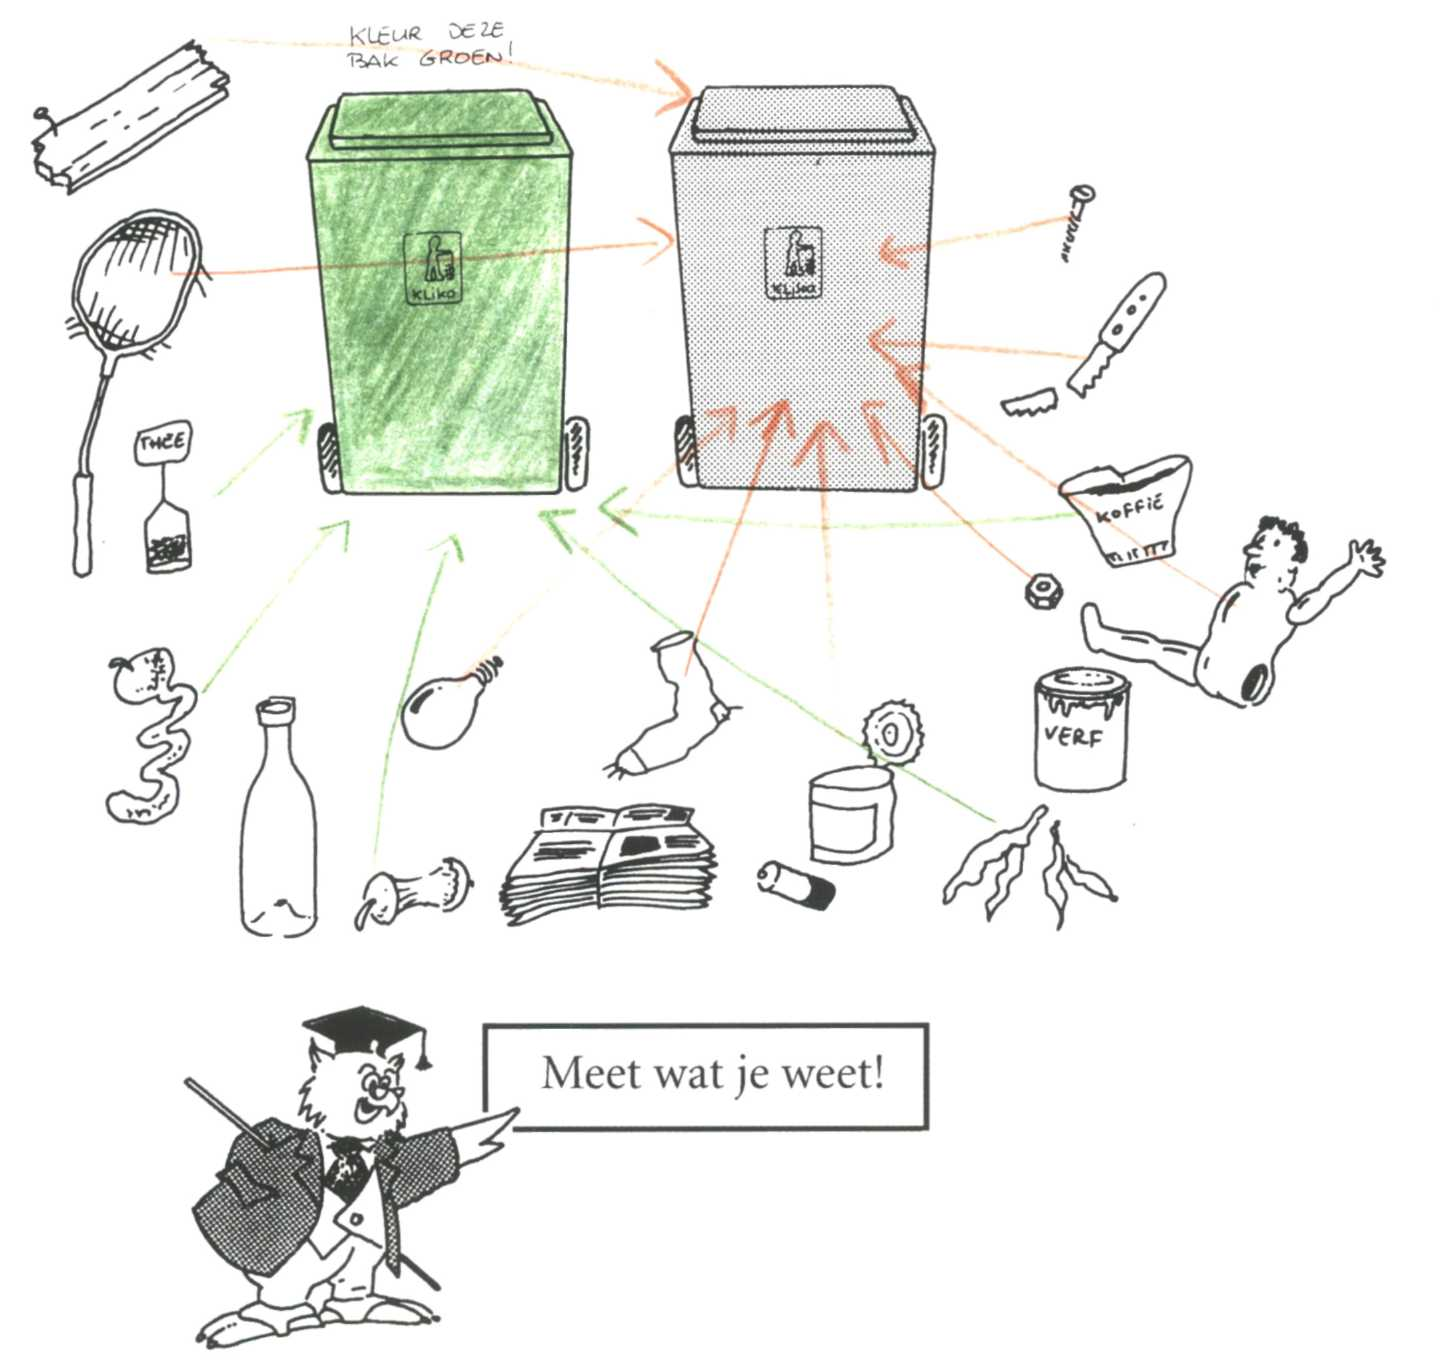 KLEUR DEZE
BAK GROEN!
KLIKO
KLIKO
THEE
KOFFIE
VERF
Meet wat je weet!